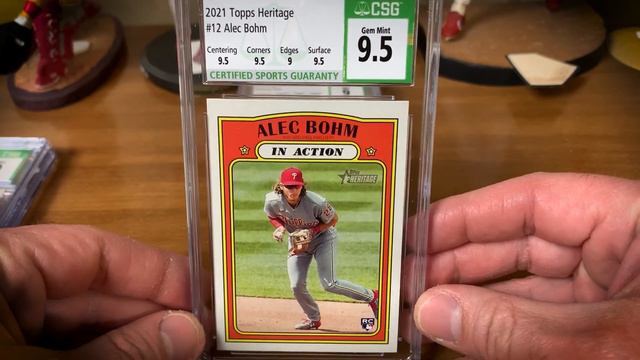 2021 Topps Heritage
#12 Alec Bohm
CSG
Gem Mint
9.5
Centering Corners Edges Surface
9.5 9.5 9 9.5
CERTIFIED SPORTS GUARANTY
ALEC BOHM
IN ACTION
HERITAGE
RC